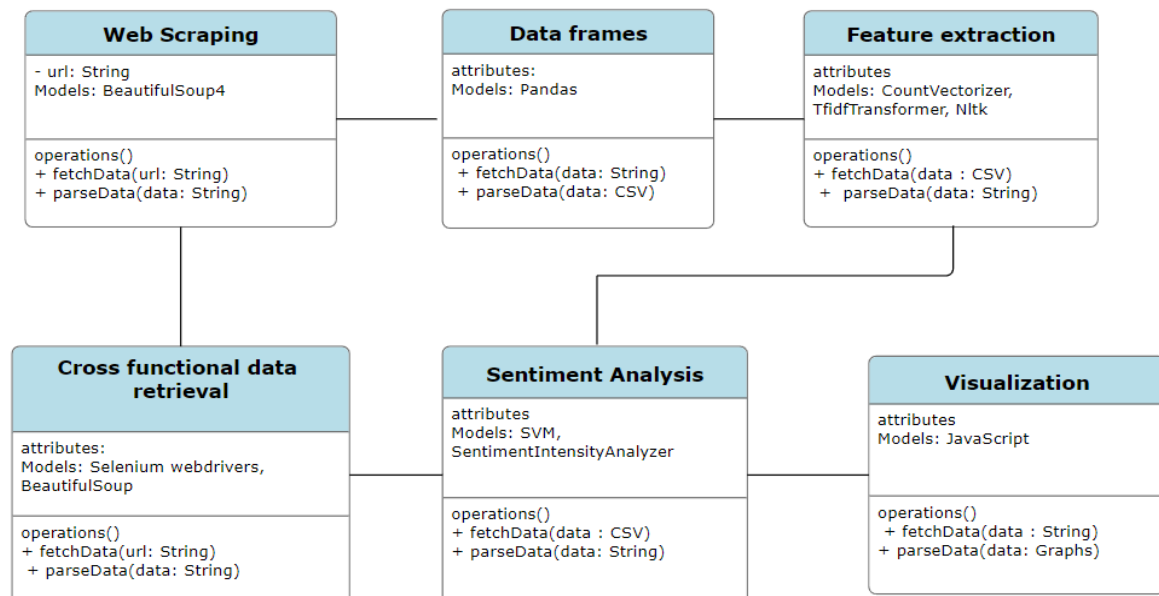 Web Scraping
- url: String
Models: BeautifulSoup4
operations()
+ fetchData(url: String)
+ parseData(data: String)
Data frames
attributes:
Models: Pandas
operations()
+ fetchData(data: String)
+ parseData(data: CSV)
Feature extraction
attributes
Models: CountVectorizer,
TfidfTransformer, Nltk
operations()
+ fetchData(data : CSV)
+ parseData(data: String)
Cross functional data
retrieval
attributes:
Models: Selenium webdrivers,
BeautifulSoup
operations()
+ fetchData(url: String)
+ parseData(data: String)
Sentiment Analysis
attributes
Models: SVM,
SentimentIntensityAnalyzer
operations()
+ fetchData(data : CSV)
+ parseData(data: String)
Visualization
attributes
Models: JavaScript
operations()
+ fetchData(data : String)
+ parseData(data: Graphs)